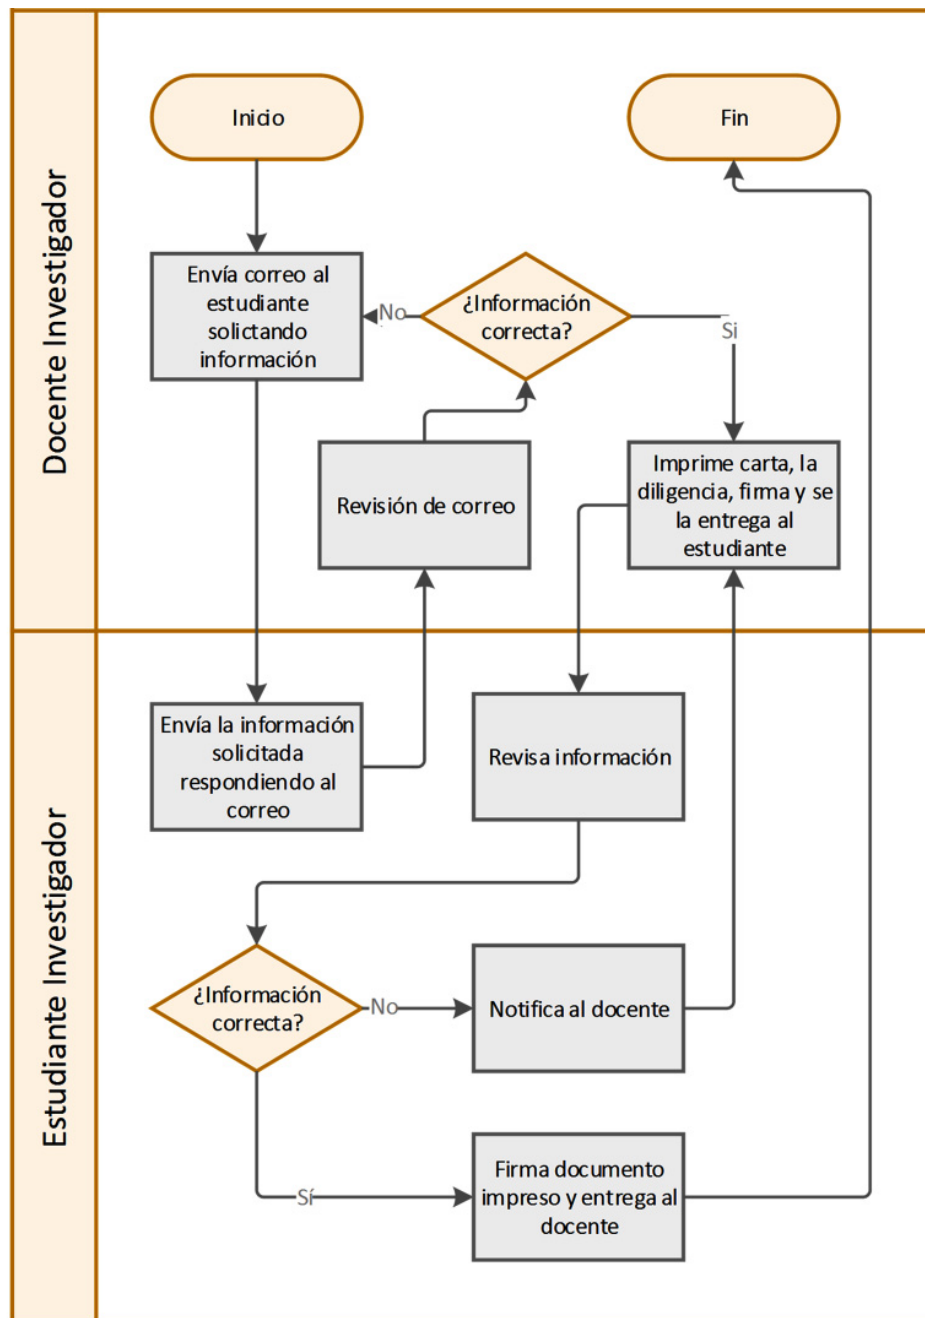 Docente Investigador
Inicio
Fin
Envía correo al
estudiante
solictando
información
No
¿Información
correcta?
Si
Revisión de correo
Imprime carta, la
diligencia, firma y se
la entrega al
estudiante
Estudiante Investigador
Envía la información
solicitada
respondiendo al
correo
Revisa información
¿Información
correcta?
No
Notifica al docente
Sí
Firma documento
impreso y entrega al
docente